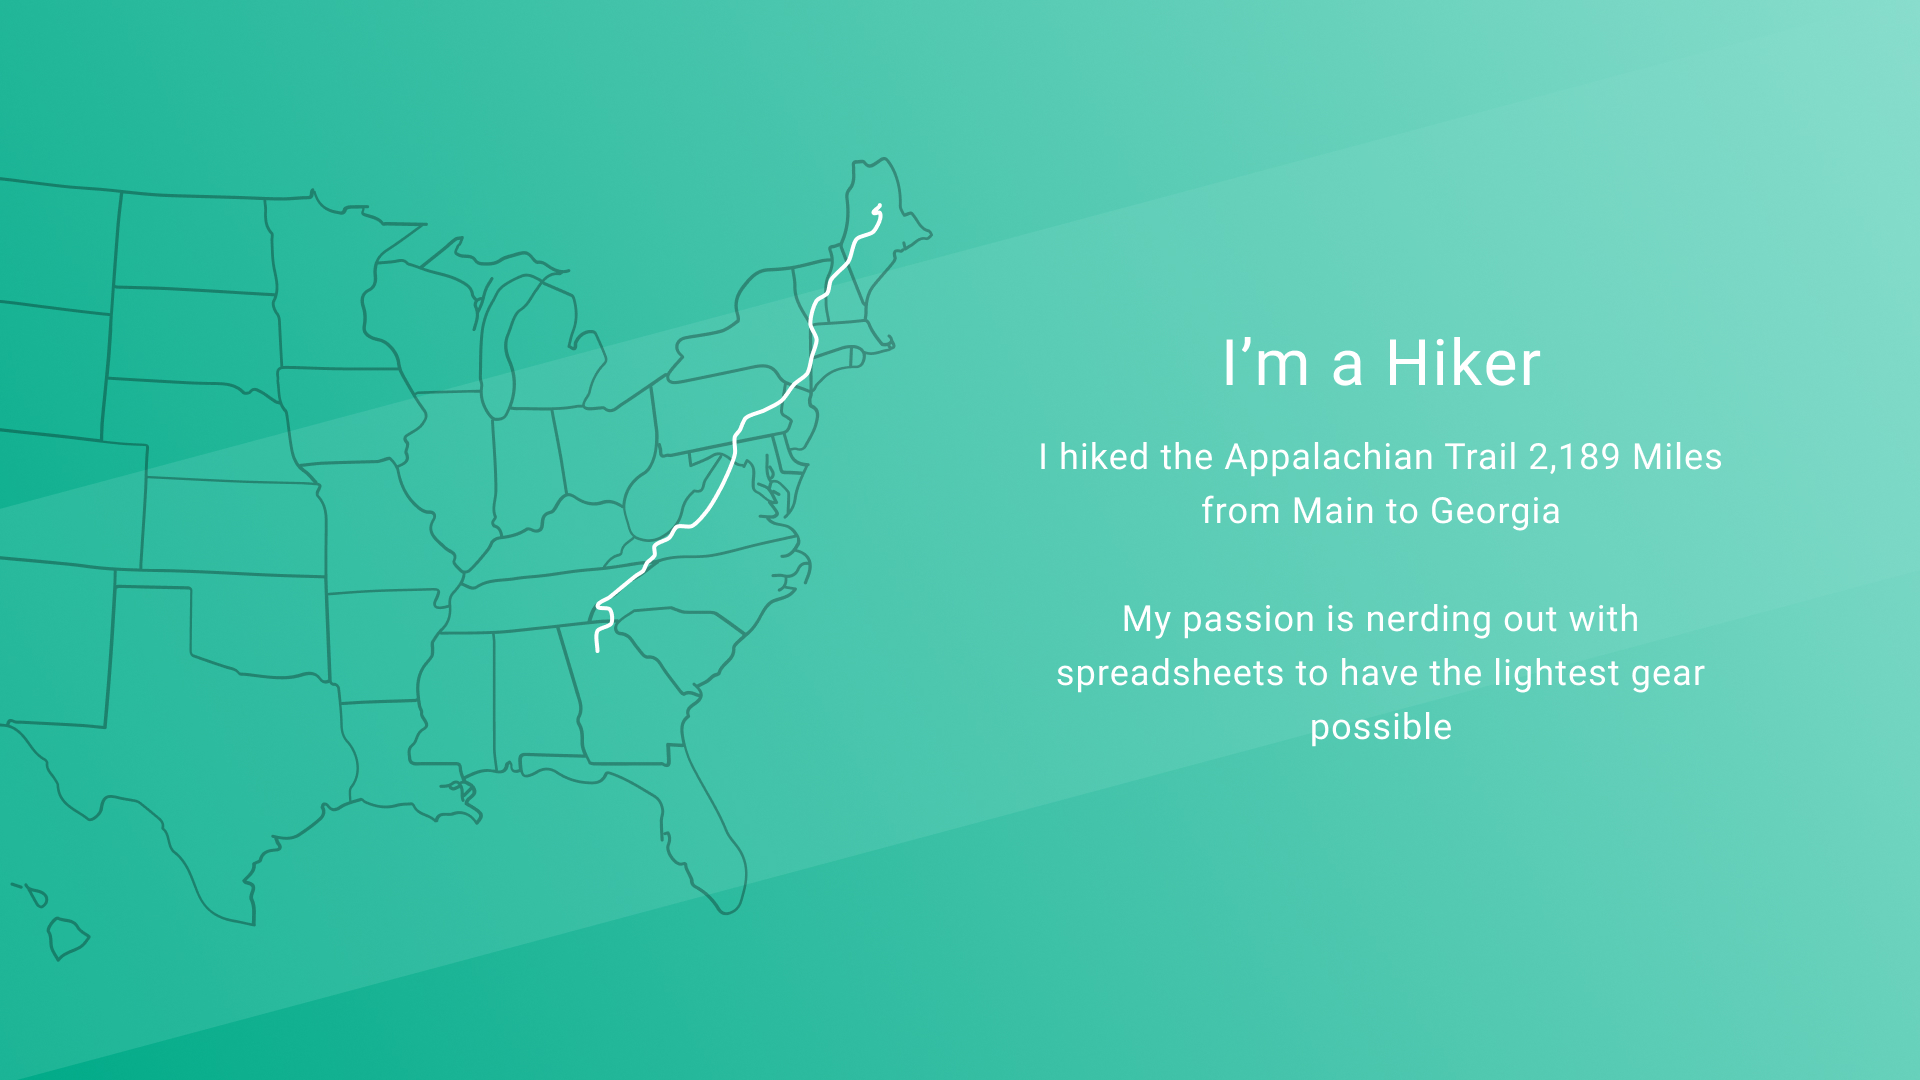 I’m a Hiker
I hiked the Appalachian Trail 2,189 Miles
from Main to Georgia
My passion is nerding out with
spreadsheets to have the lightest gear
possible